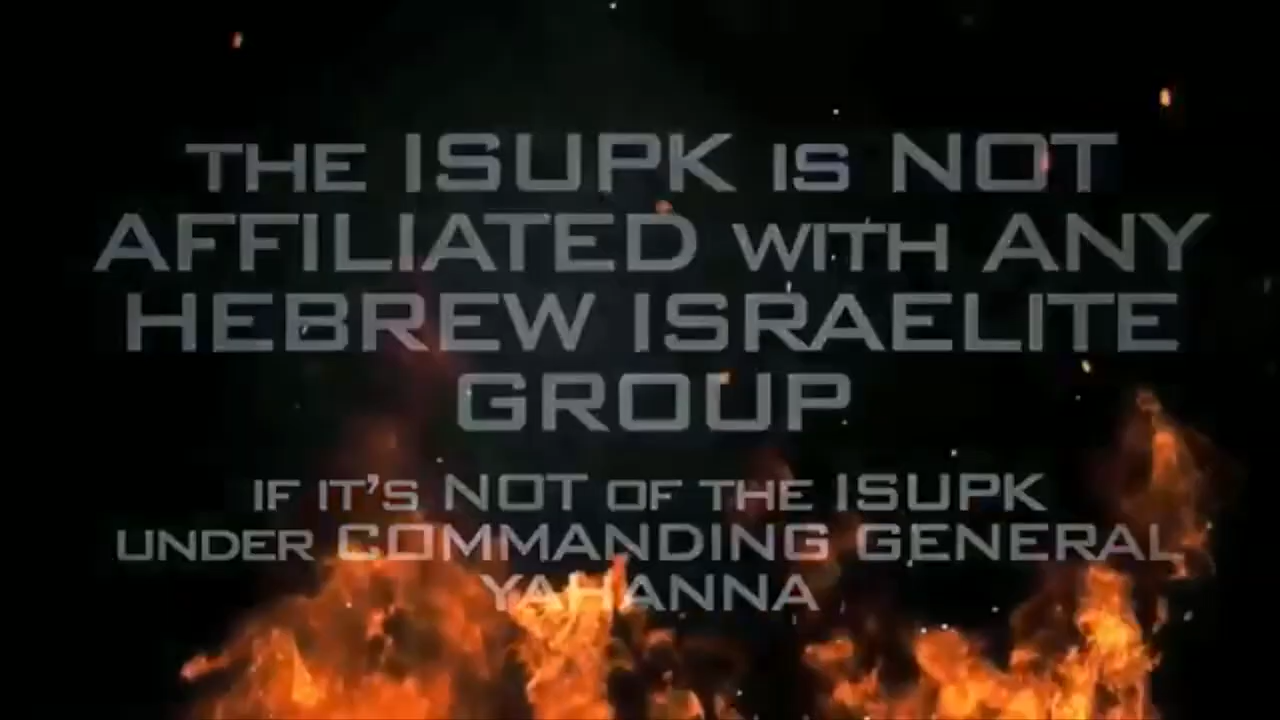 THE ISUPK IS NOT
AFFILIATED WITH ANY
HEBREW ISRAELITE
GROUP
IF IT'S NOT OF THE ISUPK
UNDER COMMANDING GENERAL
YAHANNA